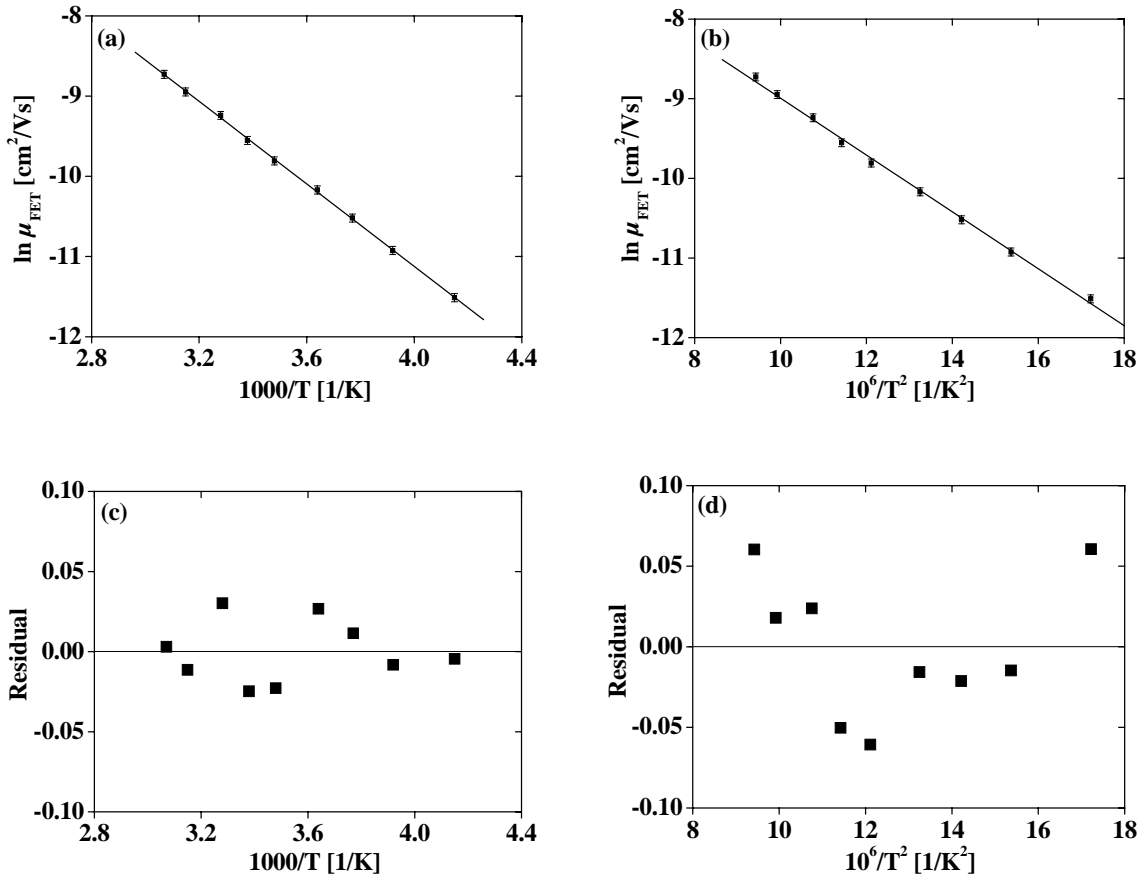 (a)
-8
-9
-10
-11
-12
ln μFET [cm²/Vs]
2.8 3.2 3.6 4.0 4.4
1000/T [1/K]
(b)
-8
-9
-10
-11
-12
ln μFET [cm²/Vs]
8 10 12 14 16 18
10⁶/T² [1/K²]
(c)
0.10
0.05
0.00
-0.05
-0.10
Residual
2.8 3.2 3.6 4.0 4.4
1000/T [1/K]
(d)
0.10
0.05
0.00
-0.05
-0.10
Residual
8 10 12 14 16 18
10⁶/T² [1/K²]